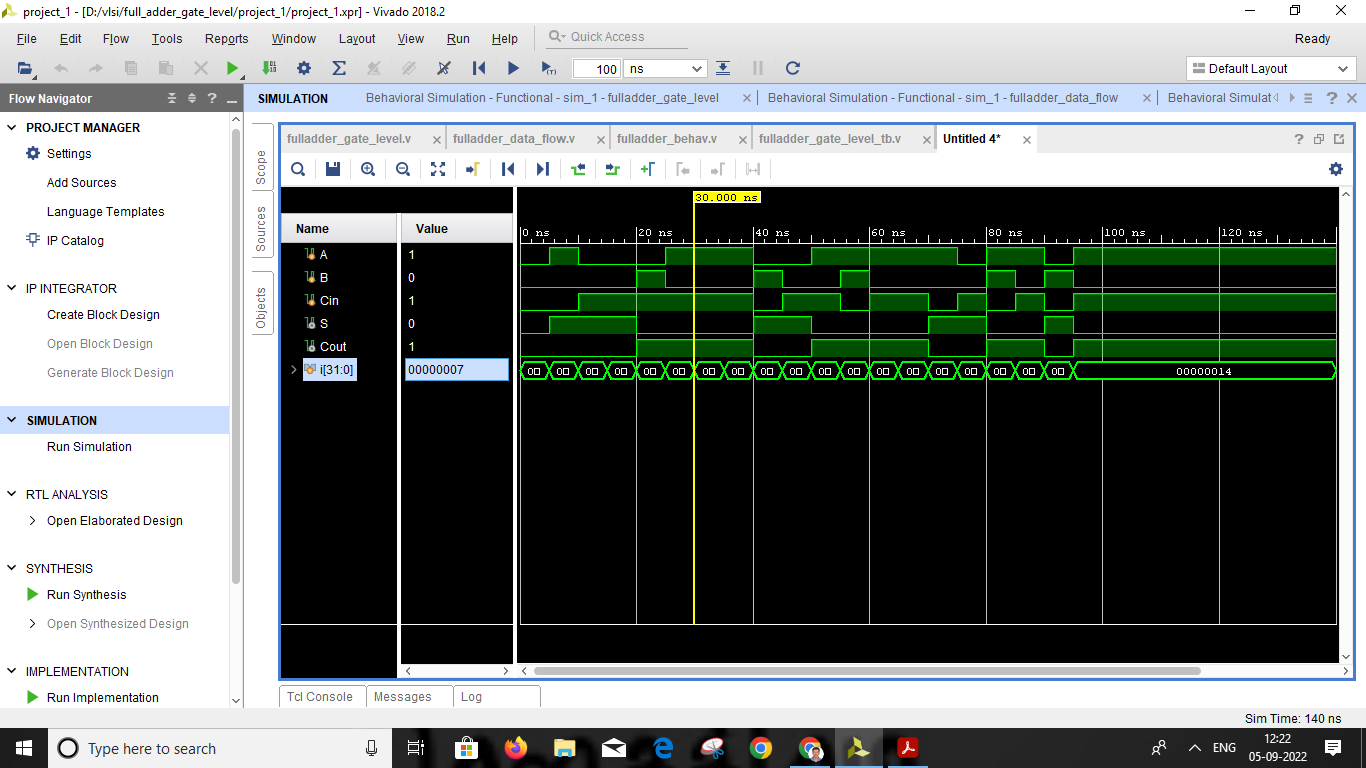 project_1 - [D:/vlsi/full_adder_gate_level/project_1/project_1.xpr] - Vivado 2018.2
File Edit Flow Tools Reports Window Layout View Run Help Quick Access Ready
100 ns Default Layout
Flow Navigator
SIMULATION Behavioral Simulation - Functional - sim_1 - fulladder_gate_level Behavioral Simulation - Functional - sim_1 - fulladder_data_flow Behavioral Simulat
PROJECT MANAGER
Settings
Add Sources
Language Templates
IP Catalog
IP INTEGRATOR
Create Block Design
Open Block Design
Generate Block Design
SIMULATION
Run Simulation
RTL ANALYSIS
Open Elaborated Design
SYNTHESIS
Run Synthesis
Open Synthesized Design
IMPLEMENTATION
Run Implementation
Scope
Sources
Objects
fulladder_gate_level.v fulladder_data_flow.v fulladder_behav.v fulladder_gate_level_tb.v Untitled 4*
30.000 ns
Name Value
0 ns 20 ns 40 ns 60 ns 80 ns 100 ns 120 ns
A 1
B 0
Cin 1
S 0
Cout 1
i[31:0] 00000007 00 00 00 00 00 00 00 00 00 00 00 00 00 00 00 00 00 00 00 00000014
Tcl Console Messages Log
Sim Time: 140 ns
Type here to search
ENG
12:22
05-09-2022